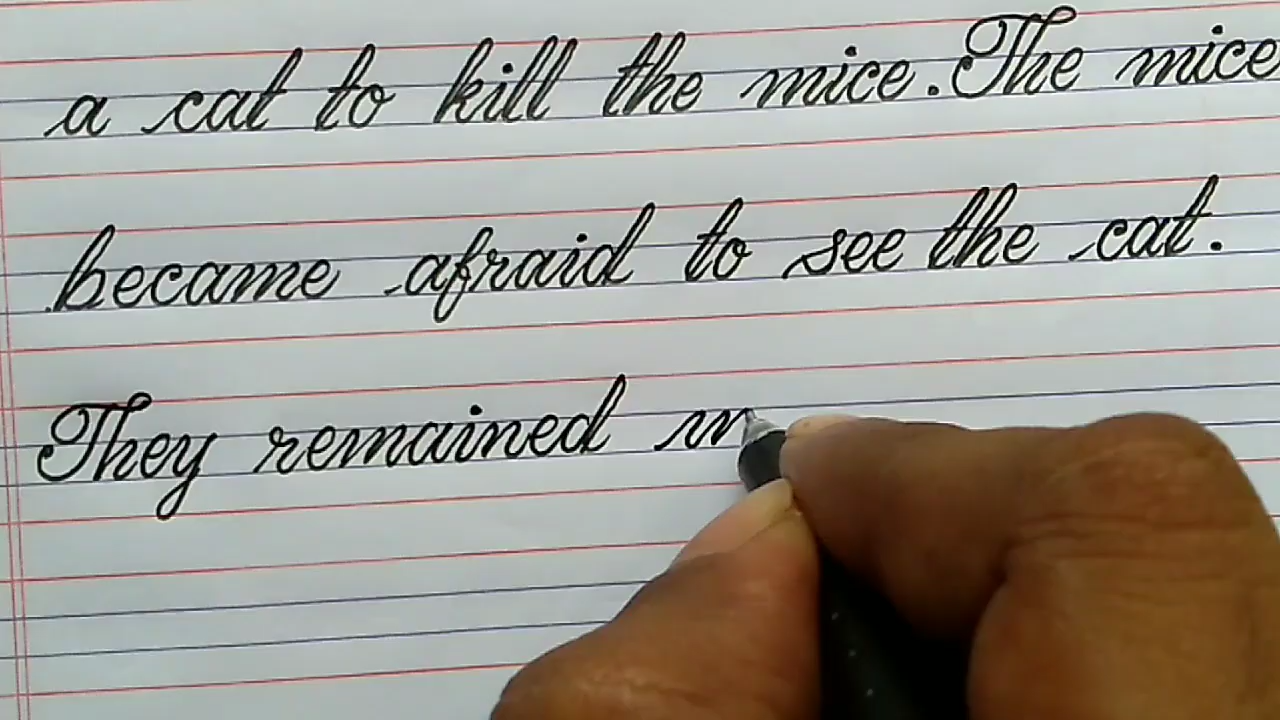 a cat to kill the mice. The mice
became afraid to see the cat.
They remained